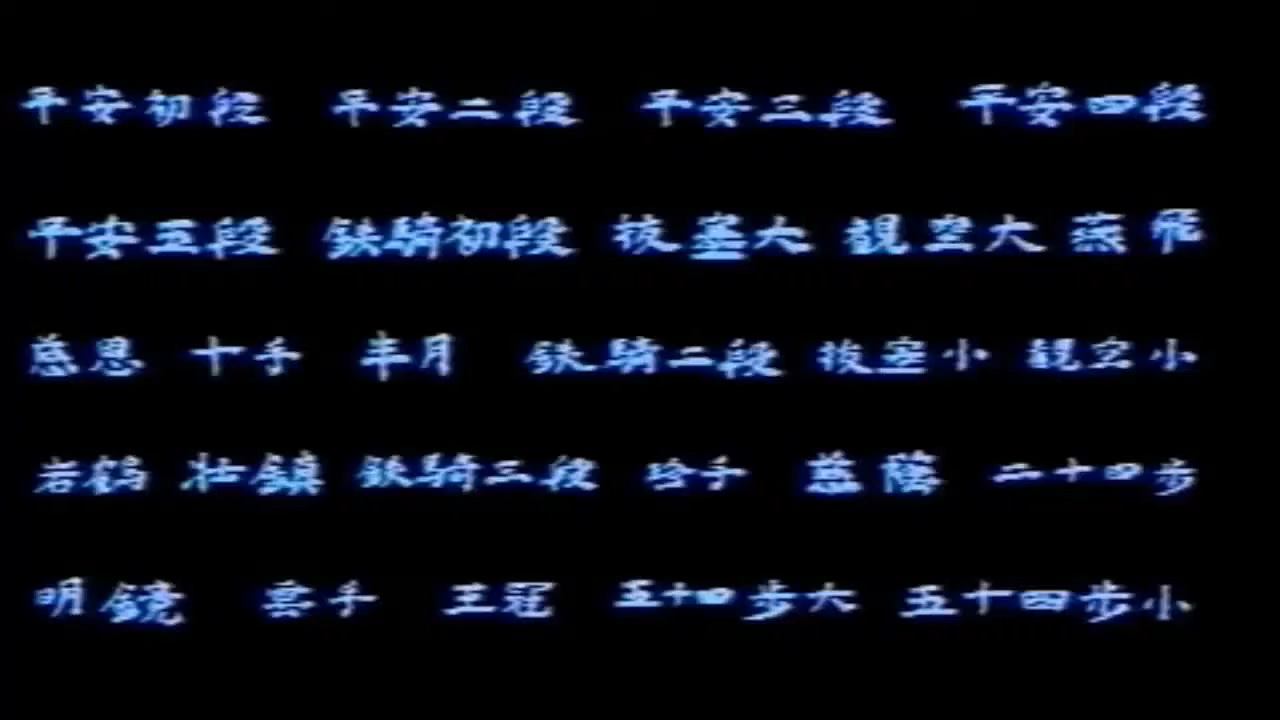 平安初段 平安二段 平安三段 平安四段
平安五段 鉄騎初段 抜塞大 観空大 燕飛
慈恩 十手 半月 鉄騎二段 抜塞小 観空小
岩鶴 壮鎮 鉄騎三段 珍手 慈蔭 二十四步
明鏡 雲手 王冠 五十四步大 五十四步小